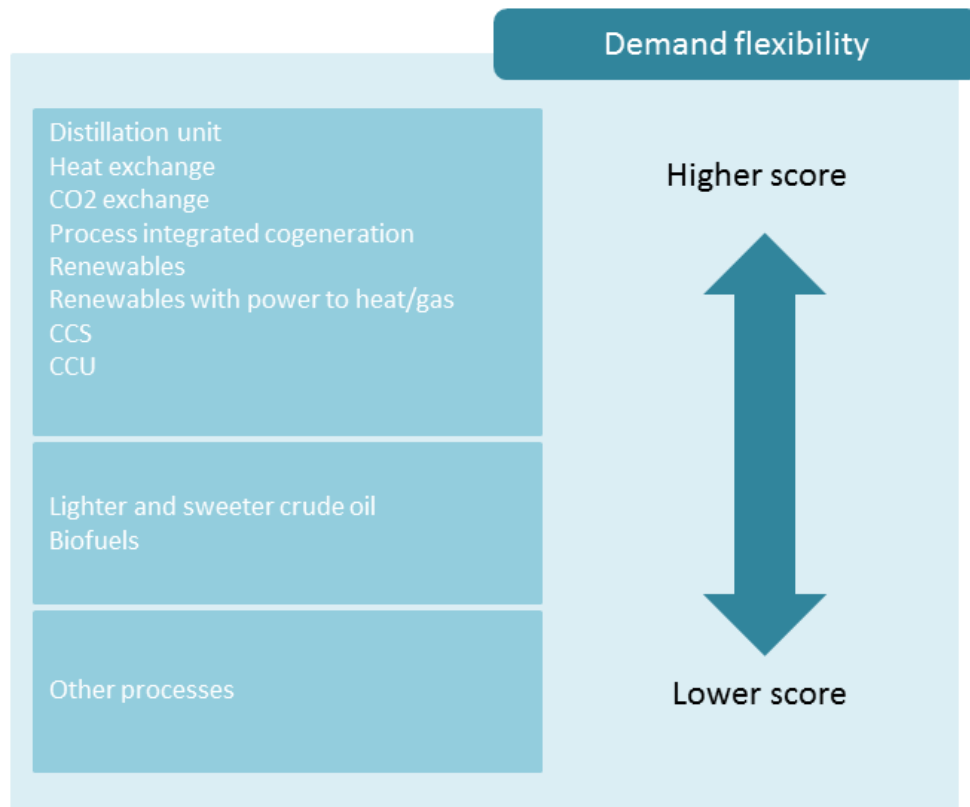 Demand flexibility
Distillation unit
Heat exchange
CO2 exchange
Process integrated cogeneration
Renewables
Renewables with power to heat/gas
CCS
CCU
Higher score
Lighter and sweeter crude oil
Biofuels
Other processes
Lower score